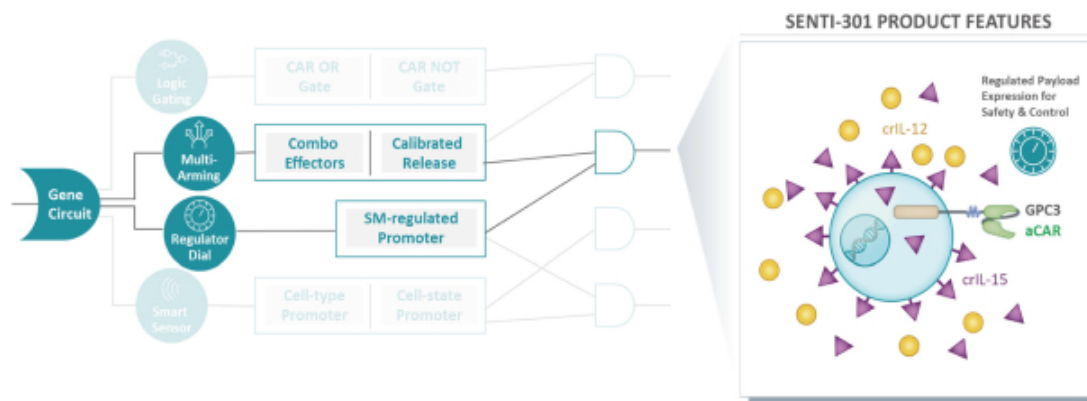 SENTI-301 PRODUCT FEATURES
Logic
Gating
CAR OR
Gate
CAR NOT
Gate
Multi-
Arming
Combo
Effectors
Calibrated
Release
Gene
Circuit
Regulator
Dial
SM-regulated
Promoter
Smart
Sensor
Cell-type
Promoter
Cell-state
Promoter
Regulated Payload
Expression for
Safety & Control
crIL-12
GPC3
aCAR
crIL-15